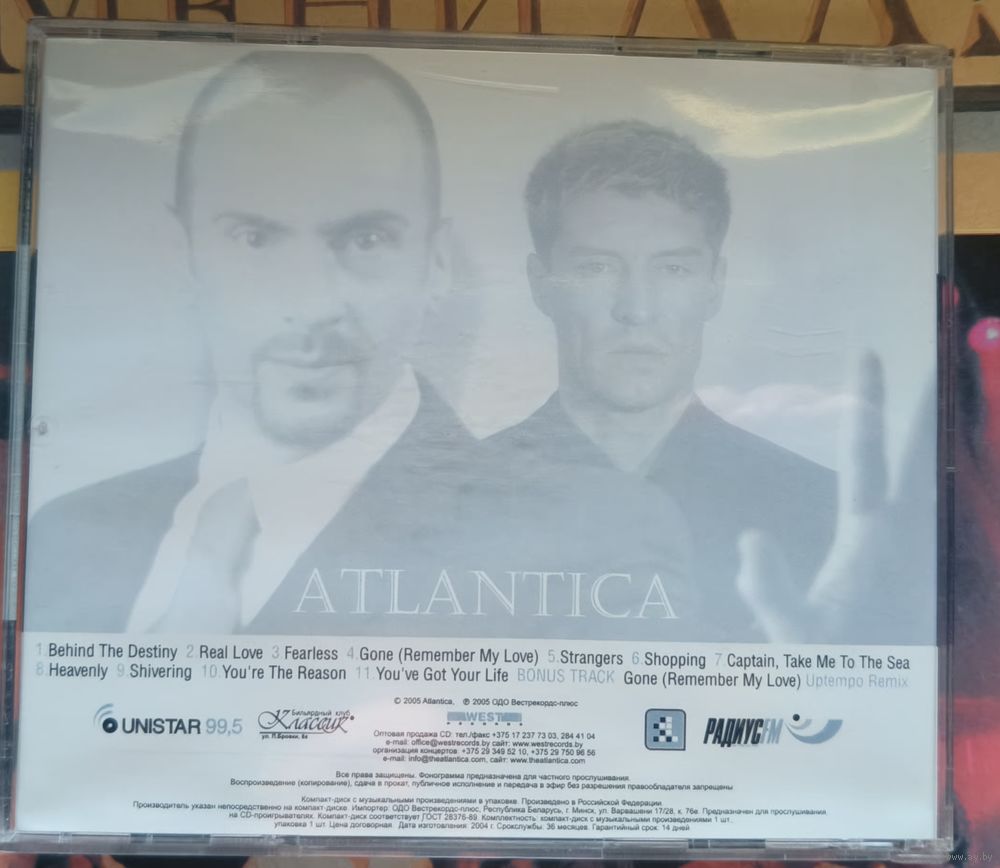 ATLANTICA
1.Behind The Destiny 2.Real Love 3 Fearless 4.Gone (Remember My Love) 5.Strangers 6.Shopping 7.Captain, Take Me To The Sea
8.Heavenly 9.Shivering 10.You're The Reason 11.You've Got Your Life BONUS TRACK Gone (Remember My Love) Uptempo Remix
© 2005 Atlantica, ℗ 2005 ОДО Вестрекордс-плюс
UNISTAR 99,5
Бильярдный клуб
Классик
ул. П.Бровки, 6а
WEST
RECORDS
Оптовая продажа CD: тел./факс +375 17 237 73 03, 284 41 04
e-mail: office@westrecords.by сайт: www.westrecords.by
организация концертов: +375 29 349 52 10, +375 29 750 96 56
e-mail: info@theatlantica.com, сайт: www.theatlantica.com
РАДИУСFM
Все права защищены. Фонограмма предназначена для частного прослушивания.
Воспроизведение (копирование), сдача в прокат, публичное исполнение и передача в эфир без разрешения правообладателя запрещены
Компакт-диск с музыкальными произведениями в упаковке. Произведено в Российской Федерации
Производитель указан непосредственно на компакт-диске. Импортер: ОДО Вестрекордс-плюс, Республика Беларусь, г. Минск, ул. Варвашени 17/28, к. 76е. Предназначен для прослушивания
на CD-проигрывателях. Компакт-диск соответствует ГОСТ 28376-89. Комплектность: компакт-диск с музыкальными произведениями 1 шт.,
упаковка 1 шт. Цена договорная. Дата изготовления: 2004 г. Срок службы: 36 месяцев. Гарантийный срок: 14 дней
www.ay.by